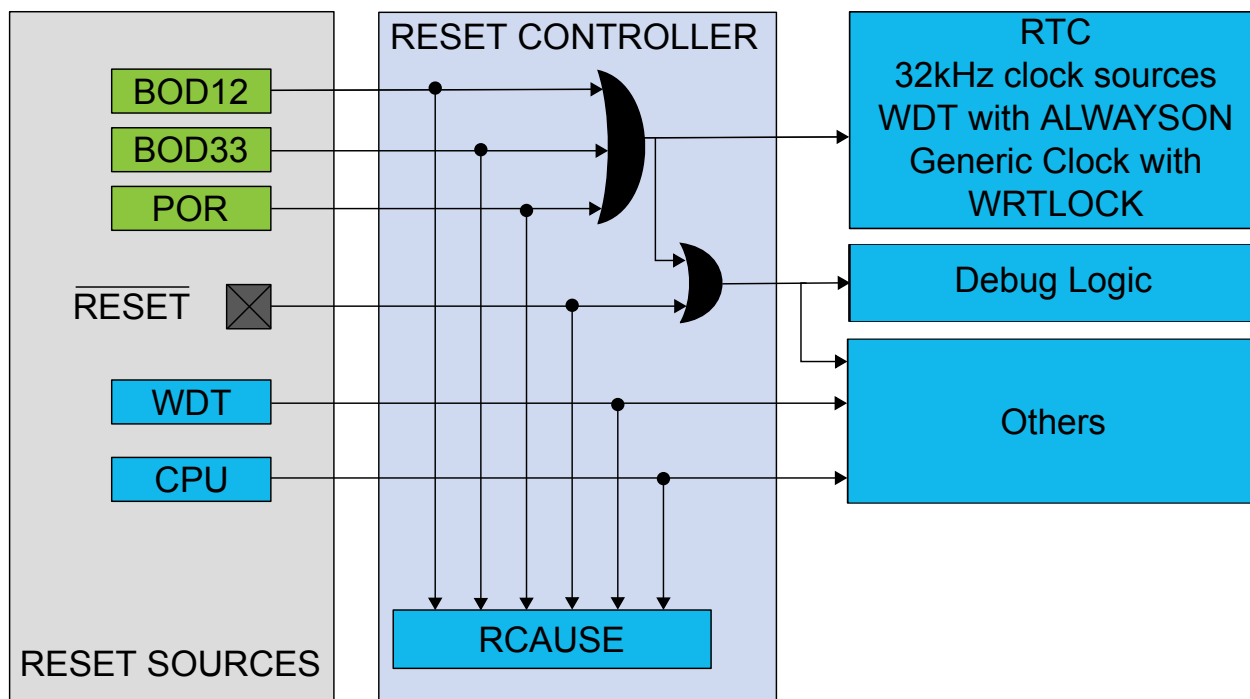 RESET SOURCES
BOD12
BOD33
POR
RESET
WDT
CPU
RESET CONTROLLER
RCAUSE
RTC
32kHz clock sources
WDT with ALWAYSON
Generic Clock with
WRTLOCK
Debug Logic
Others